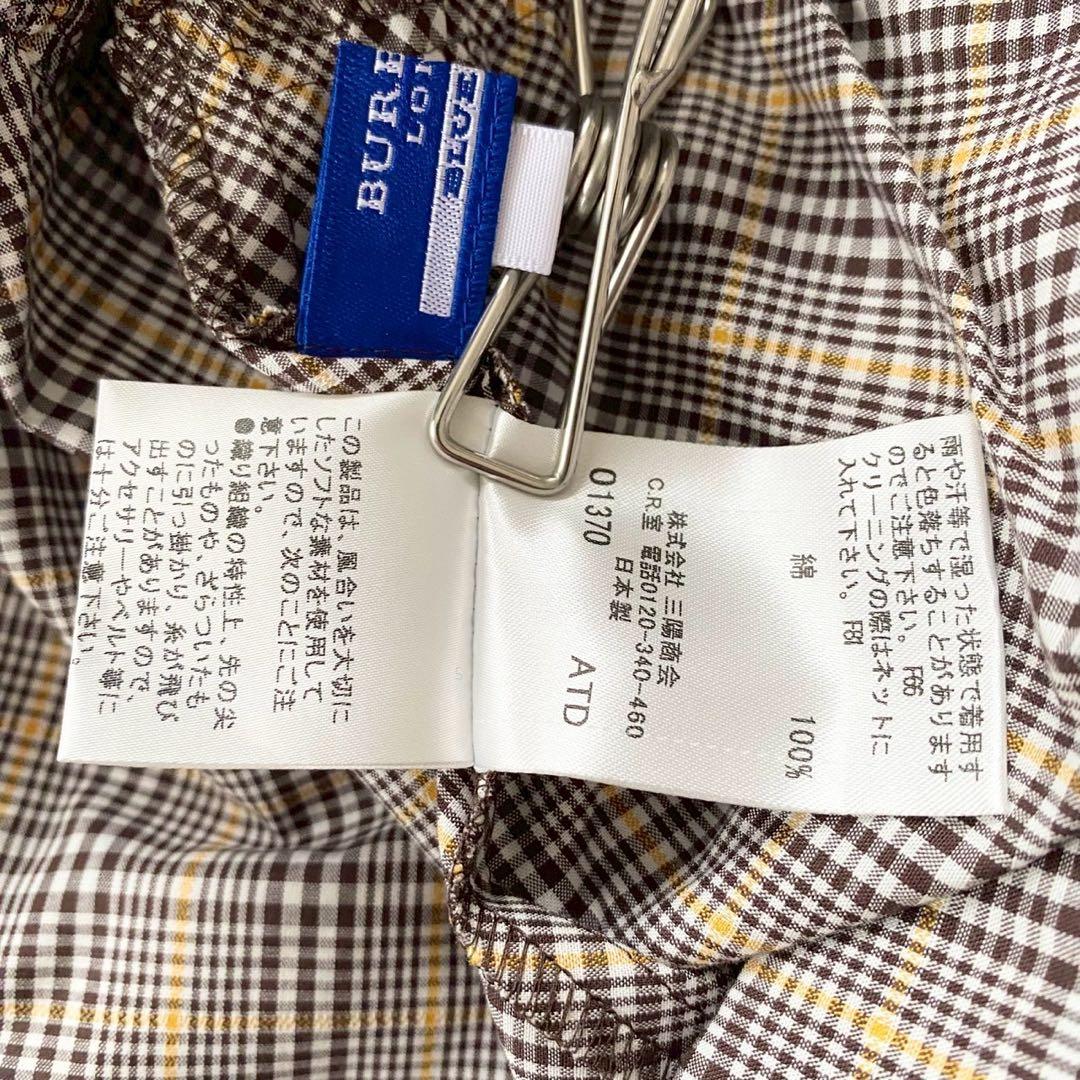 BURB
LON
BLUE
雨や汗等で湿った状態で着用す
ると色落ちすることがあります
のでご注意下さい。 F66
クリーニングの際はネットに
入れて下さい。 F81
綿 100%
株式会社 三陽商会
C.R室 電話0120-340-460
日本製
01370 ATD
この製品は、風合いを大切に
したソフトな素材を使用して
いますので、次のことにご注
意下さい。
●織り組織の特性上、先の尖
ったものや、ざらついたも
のに引っ掛かり、糸が飛び
出すことがありますので、
アクセサリーやベルト等に
は十分ご注意下さい。